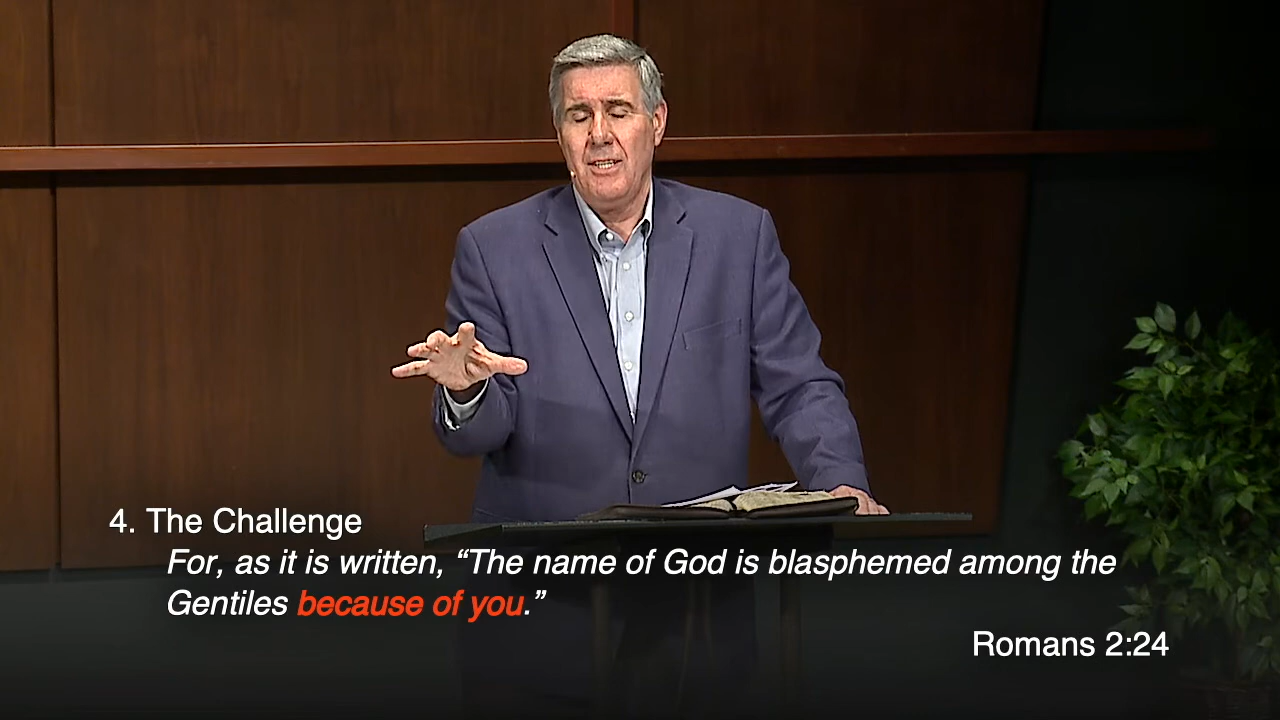 4. The Challenge
For, as it is written, “The name of God is blasphemed among the
Gentiles because of you.”
Romans 2:24